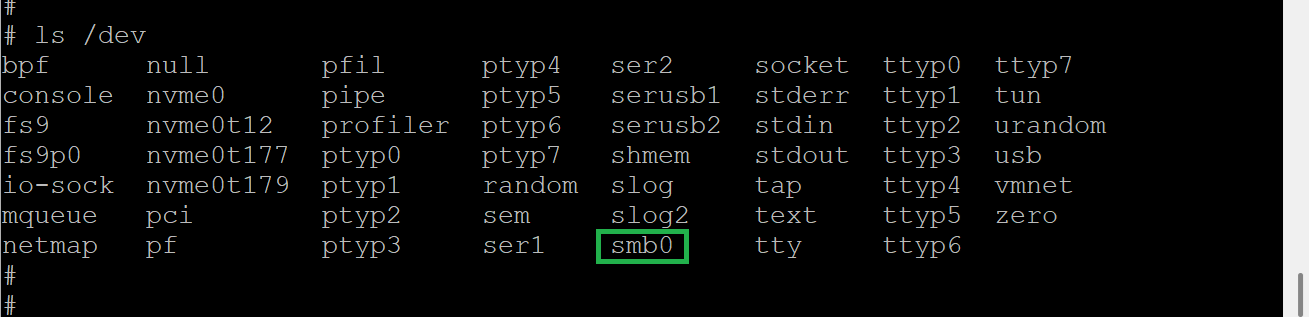 #
# ls /dev
bpf null pfil ptyp4 ser2 socket ttyp0 ttyp7
console nvme0 pipe ptyp5 serusb1 stderr ttyp1 tun
fs9 nvme0t12 profiler ptyp6 serusb2 stdin ttyp2 urandom
fs9p0 nvme0t177 ptyp0 ptyp7 shmem stdout ttyp3 usb
io-sock nvme0t179 ptyp1 random slog tap ttyp4 vmnet
mqueue pci ptyp2 sem slog2 text ttyp5 zero
netmap pf ptyp3 ser1 smb0 tty ttyp6
#
#